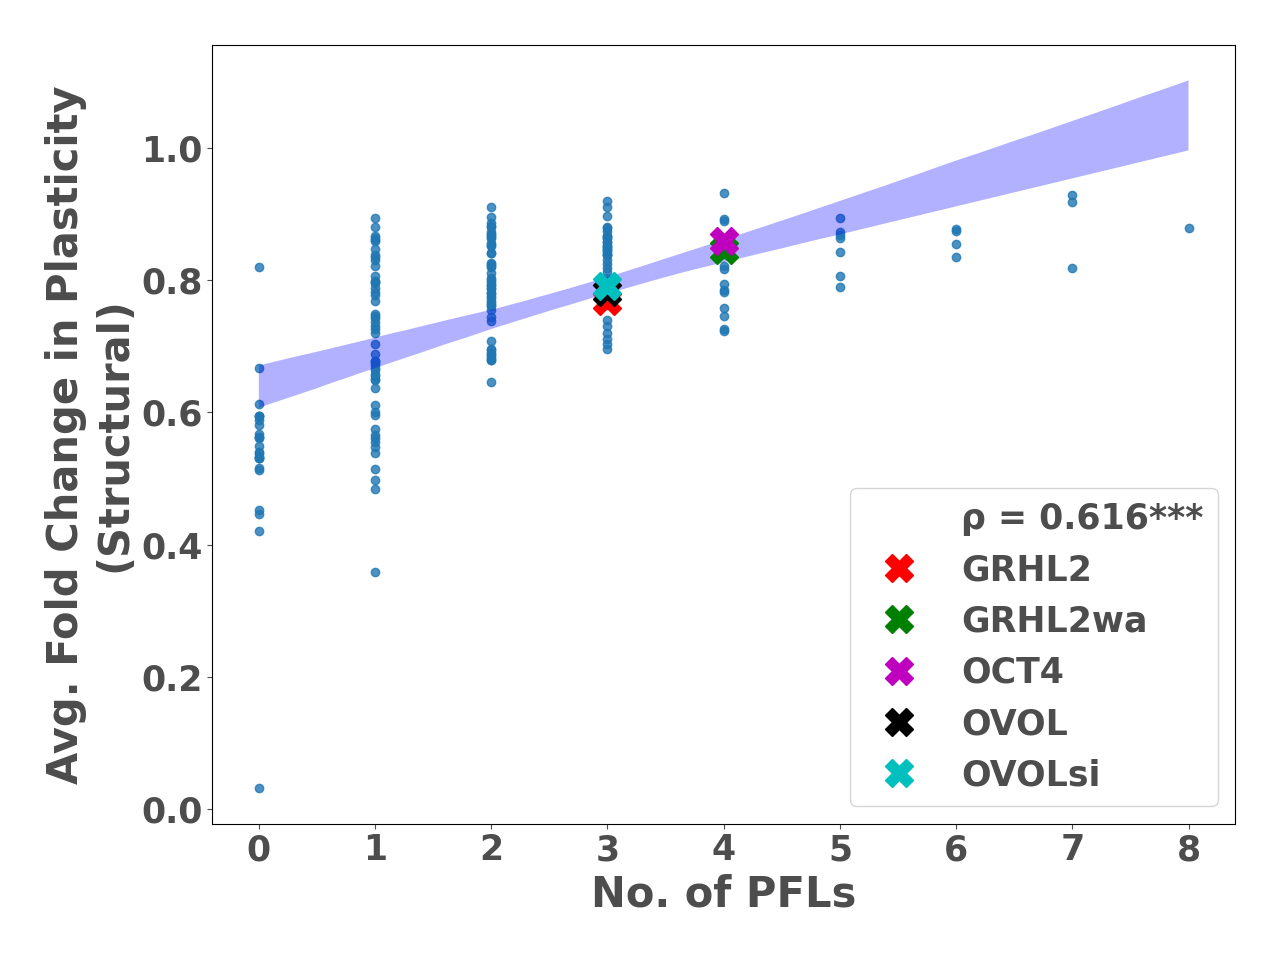 Avg. Fold Change in Plasticity
(Structural)
1.0
0.8
0.6
0.4
0.2
0.0
ρ = 0.616***
GRHL2
GRHL2wa
OCT4
OVOL
OVOLsi
0 1 2 3 4 5 6 7 8
No. of PFLs